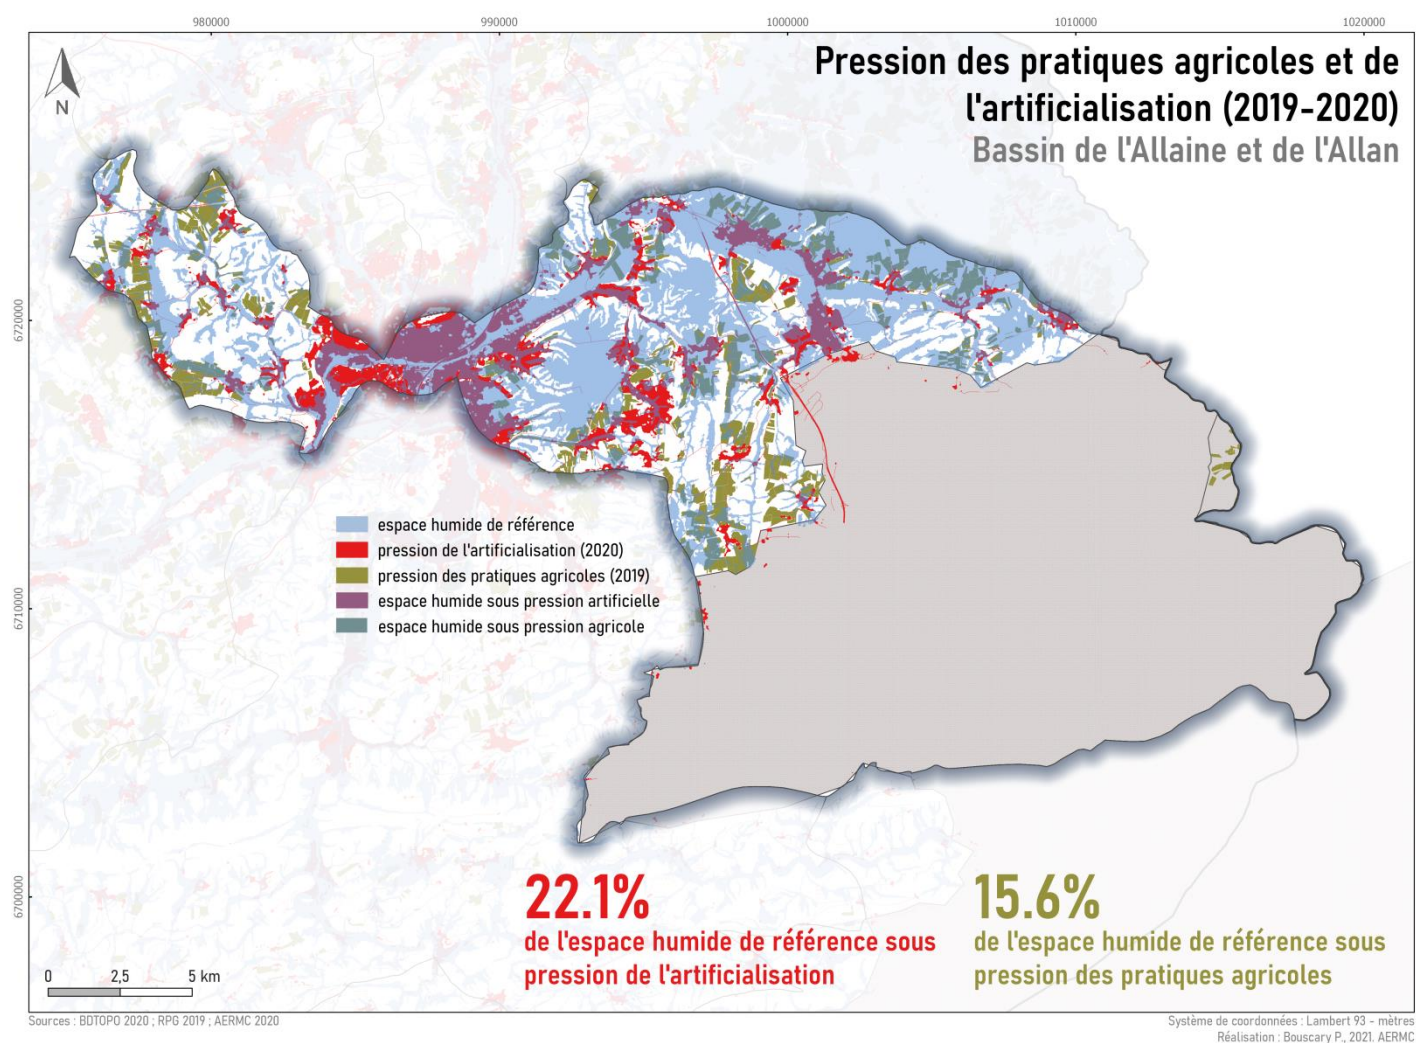 980000
990000
1000000
1010000
1020000
Pression des pratiques agricoles et de
l'artificialisation (2019-2020)
Bassin de l'Allaine et de l'Allan
N
6720000
6710000
6700000
espace humide de référence
pression de l'artificialisation (2020)
pression des pratiques agricoles (2019)
espace humide sous pression artificielle
espace humide sous pression agricole
22.1%
de l'espace humide de référence sous
pression de l'artificialisation
15.6%
de l'espace humide de référence sous
pression des pratiques agricoles
0 2,5 5 km
Sources : BDTOPO 2020 ; RPG 2019 ; AERMC 2020
Système de coordonnées : Lambert 93 - mètres
Réalisation : Bouscary P., 2021. AERMC